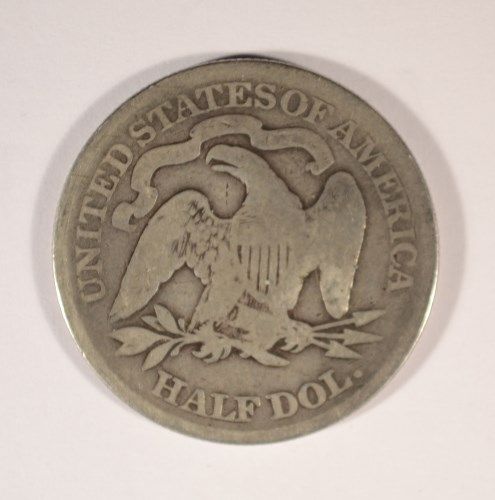 UNITED STATES OF AMERICA
HALF DOL.